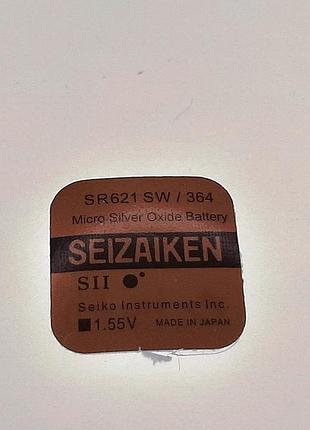 SR621 SW / 364
Micro Silver Oxide Battery
SEIZAIKEN
SII
Seiko Instruments Inc.
1.55V MADE IN JAPAN